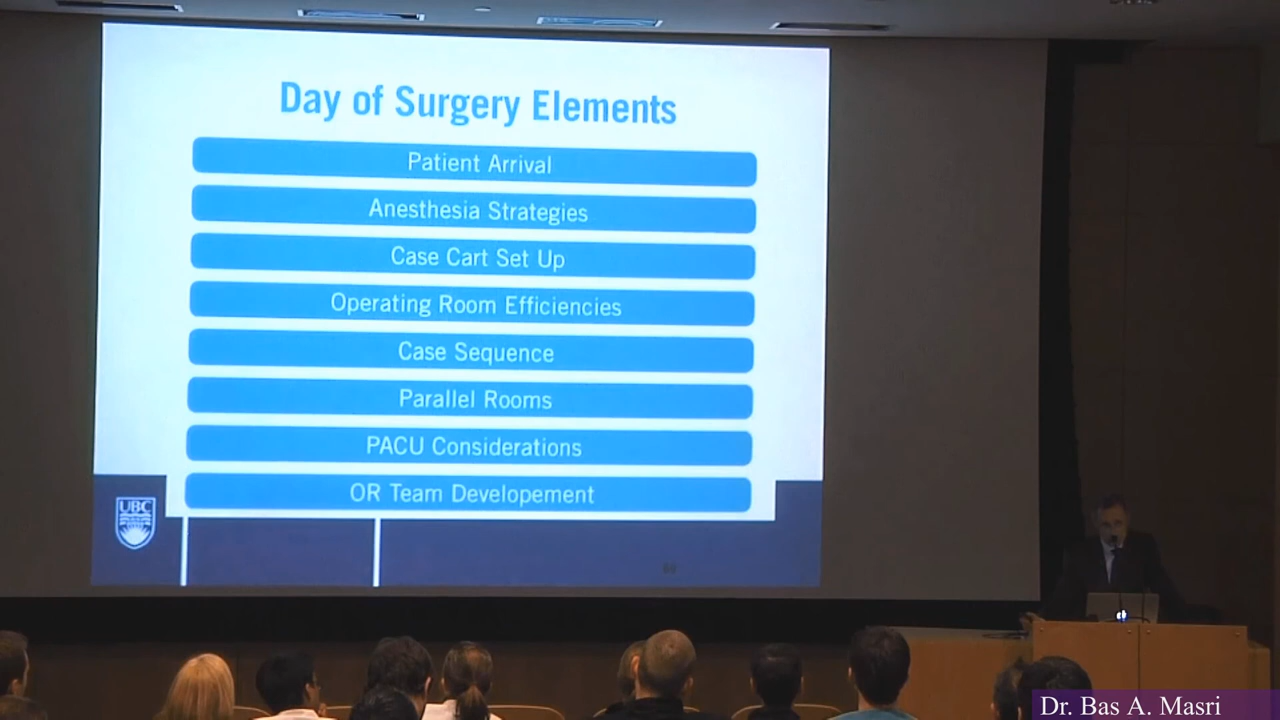 Day of Surgery Elements
Patient Arrival
Anesthesia Strategies
Case Cart Set Up
Operating Room Efficiencies
Case Sequence
Parallel Rooms
PACU Considerations
OR Team Developement
UBC
Dr. Bas A. Masri